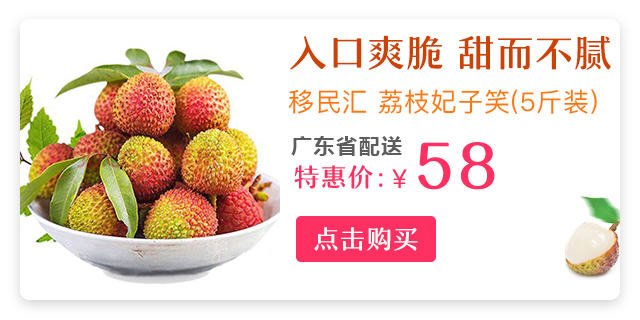 入口爽脆 甜而不腻
移民汇 荔枝妃子笑(5斤装)
广东省配送
特惠价:¥58
点击购买